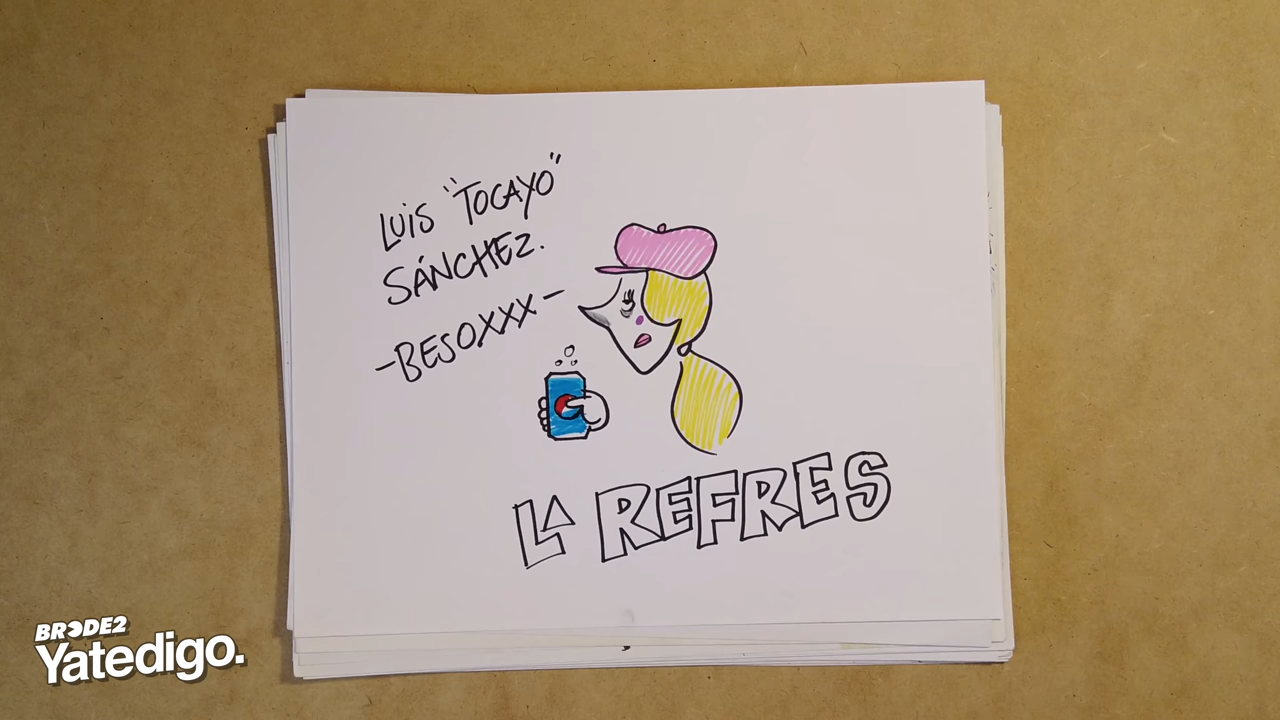 LUIS "TOCAYO"
SÁNCHEZ.
-BESOXXX-
LA REFRES
BRODE2
Yatedigo.